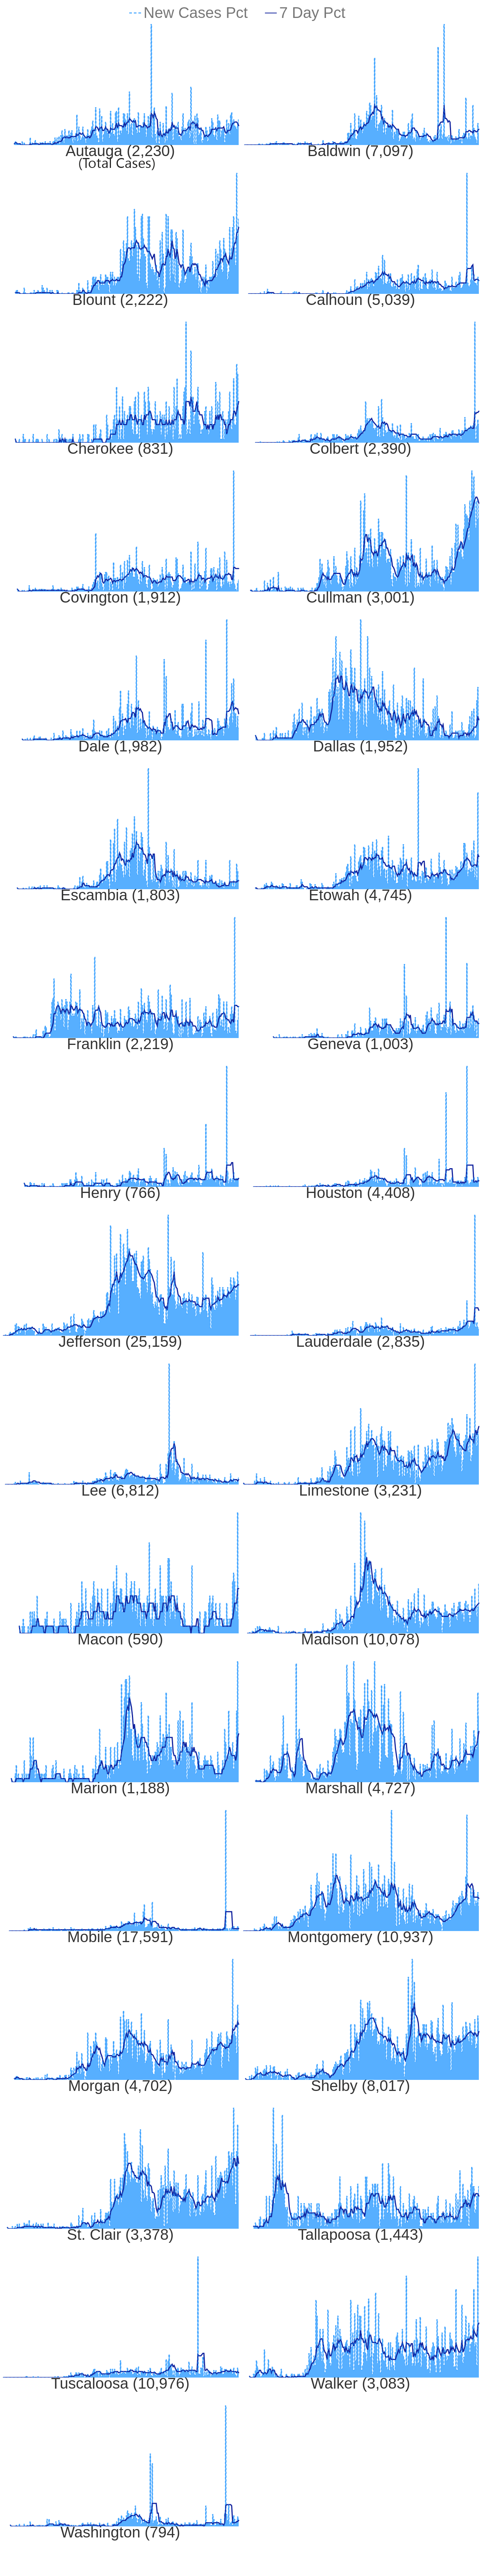 New Cases Pct 7 Day Pct
Autauga (2,230) Baldwin (7,097)
(Total Cases)
Blount (2,222) Calhoun (5,039)
Cherokee (831) Colbert (2,390)
Covington (1,912) Cullman (3,001)
Dale (1,982) Dallas (1,952)
Escambia (1,803) Etowah (4,745)
Franklin (2,219) Geneva (1,003)
Henry (766) Houston (4,408)
Jefferson (25,159) Lauderdale (2,835)
Lee (6,812) Limestone (3,231)
Macon (590) Madison (10,078)
Marion (1,188) Marshall (4,727)
Mobile (17,591) Montgomery (10,937)
Morgan (4,702) Shelby (8,017)
St. Clair (3,378) Tallapoosa (1,443)
Tuscaloosa (10,976) Walker (3,083)
Washington (794)